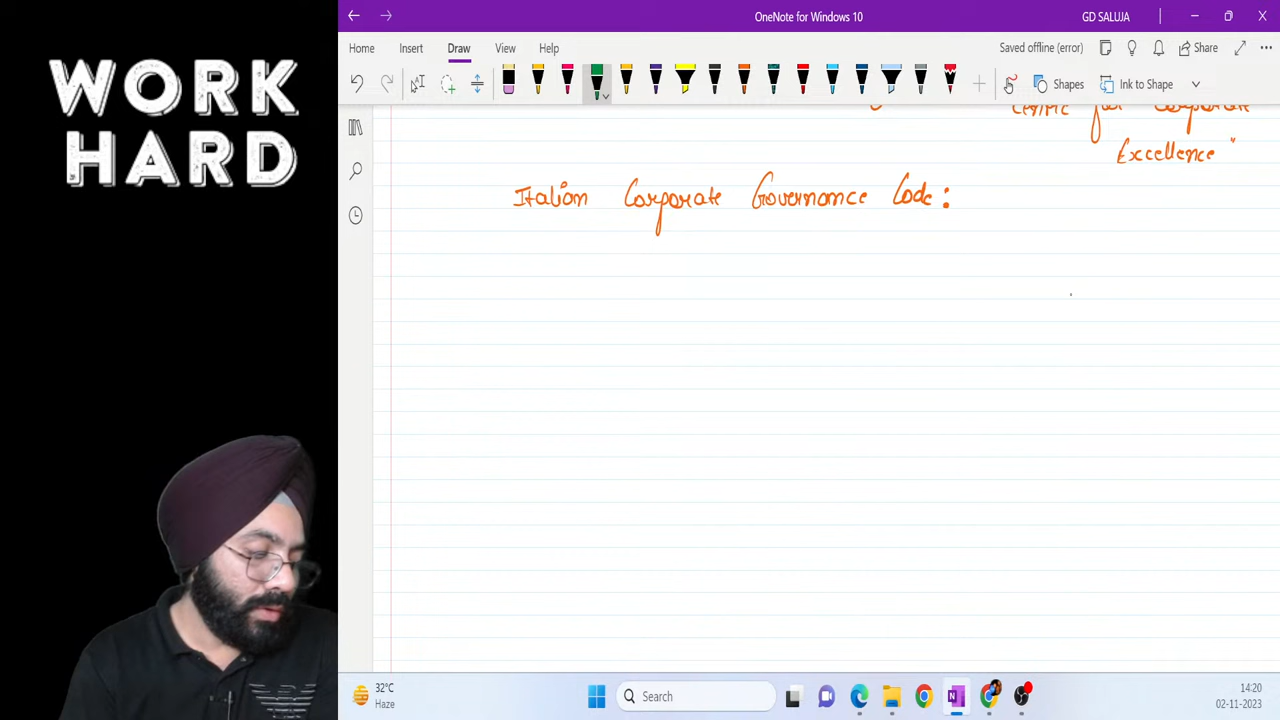 WORK
HARD
OneNote for Windows 10
GD SALUJA
Home Insert Draw View Help
Saved offline (error)
Share
Shapes
Ink to Shape
Corporate
Excellence"
Italian Corporate Governance Code:
32°C
Haze
Search
14:20
02-11-2023